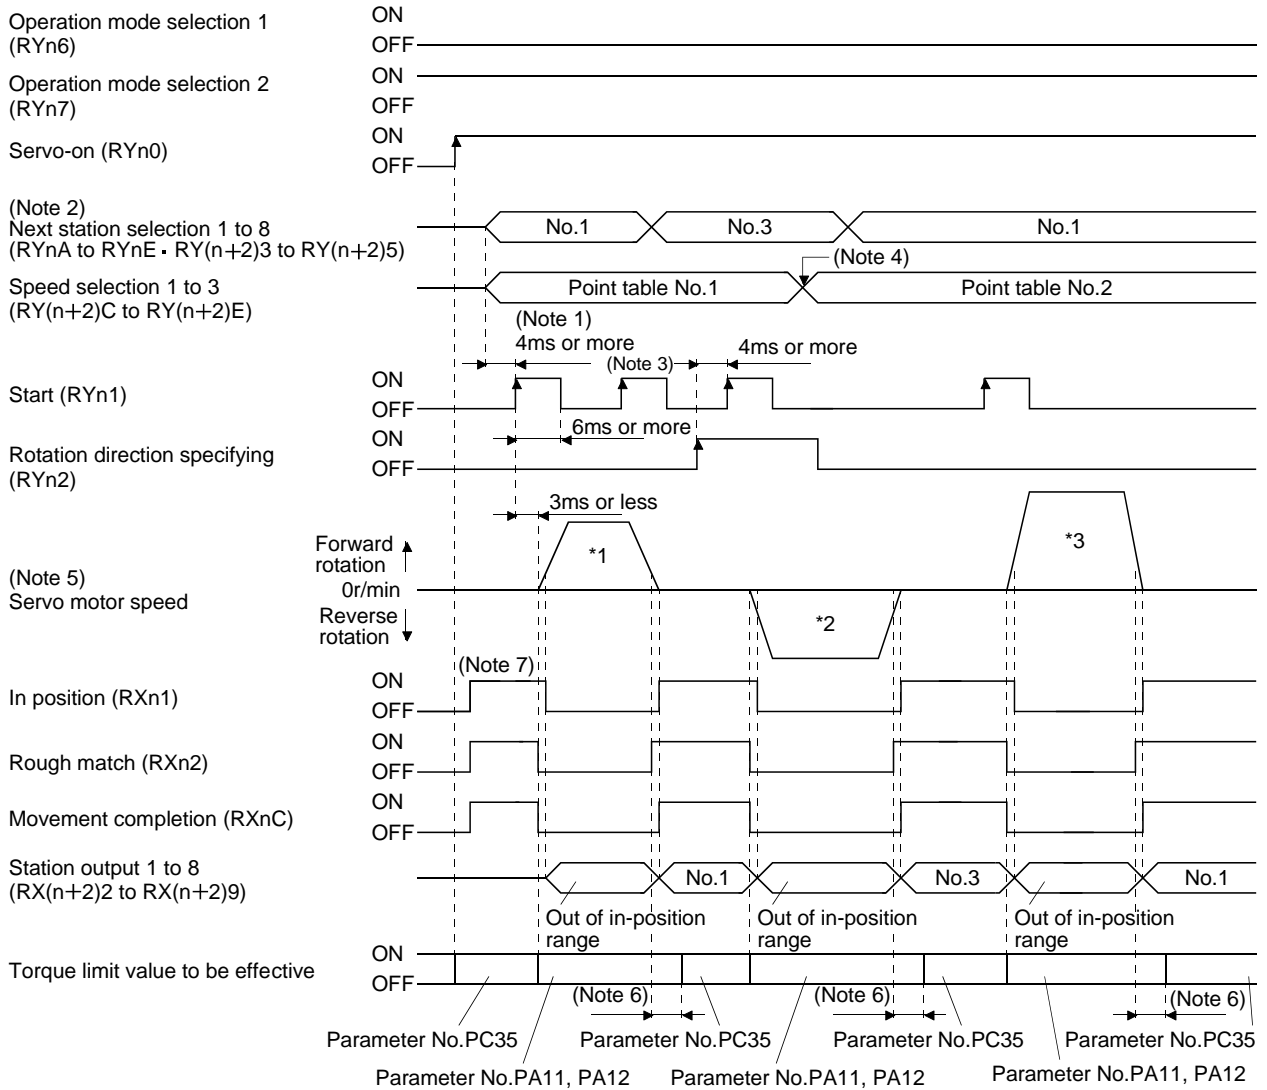 Operation mode selection 1
(RYn6)
ON
OFF
Operation mode selection 2
(RYn7)
ON
OFF
Servo-on (RYn0)
ON
OFF
(Note 2)
Next station selection 1 to 8
(RYnA to RYnE · RY(n+2)3 to RY(n+2)5)
No.1
No.3
No.1
(Note 4)
Speed selection 1 to 3
(RY(n+2)C to RY(n+2)E)
Point table No.1
Point table No.2
(Note 1)
4ms or more
(Note 3)
4ms or more
Start (RYn1)
ON
OFF
6ms or more
Rotation direction specifying
(RYn2)
ON
OFF
3ms or less
(Note 5)
Servo motor speed
Forward
rotation
0r/min
Reverse
rotation
*1
*2
*3
(Note 7)
In position (RXn1)
ON
OFF
Rough match (RXn2)
ON
OFF
Movement completion (RXnC)
ON
OFF
Station output 1 to 8
(RX(n+2)2 to RX(n+2)9)
No.1
No.3
No.1
Out of in-position
range
Out of in-position
range
Out of in-position
range
Torque limit value to be effective
ON
OFF
(Note 6)
(Note 6)
(Note 6)
Parameter No.PC35
Parameter No.PC35
Parameter No.PC35
Parameter No.PC35
Parameter No.PA11, PA12
Parameter No.PA11, PA12
Parameter No.PA11, PA12